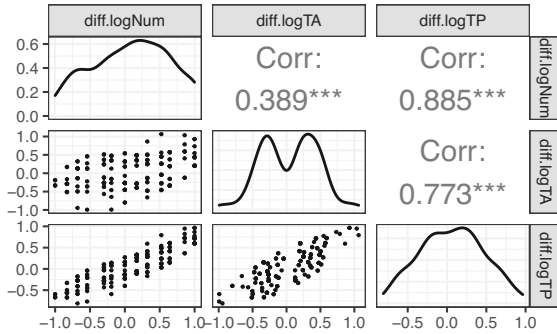 diff.logNum diff.logTA diff.logTP
0.6
0.4
0.2
0.0
Corr:
0.389***
Corr:
0.885***
diff.logNum
1.0
0.5
0.0
−0.5
−1.0
Corr:
0.773***
diff.logTA
1.0
0.5
0.0
−0.5
diff.logTP
−1.0 −0.5 0.0 0.5 1.0 −1.0 −0.5 0.0 0.5 1.0 −0.5 0.0 0.5 1.0